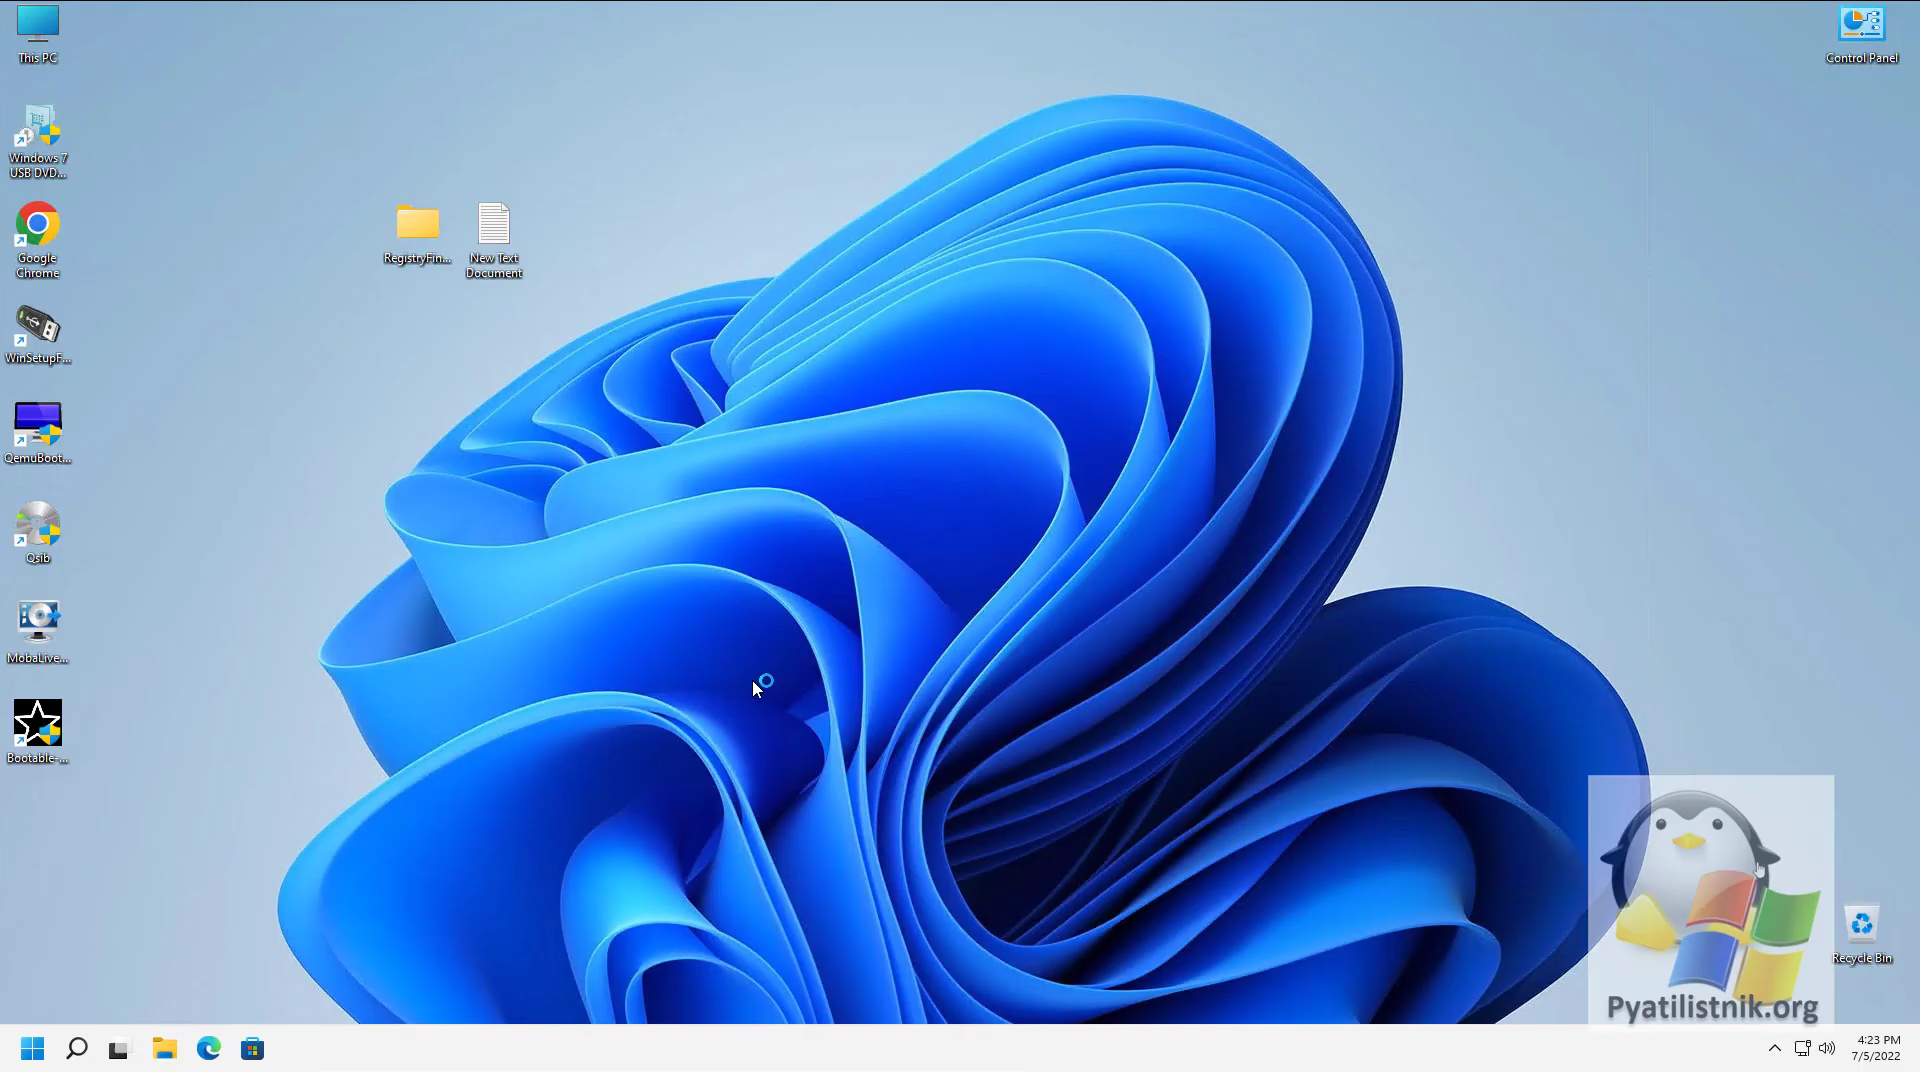 This PC
Control Panel
Windows 7
USB DVD...
Google
Chrome
RegistryFin...
New Text
Document
WinSetupF...
QemuBoot...
Qsib
MobaLive...
Bootable-...
Recycle Bin
Pyatilistnik.org
4:23 PM
7/5/2022